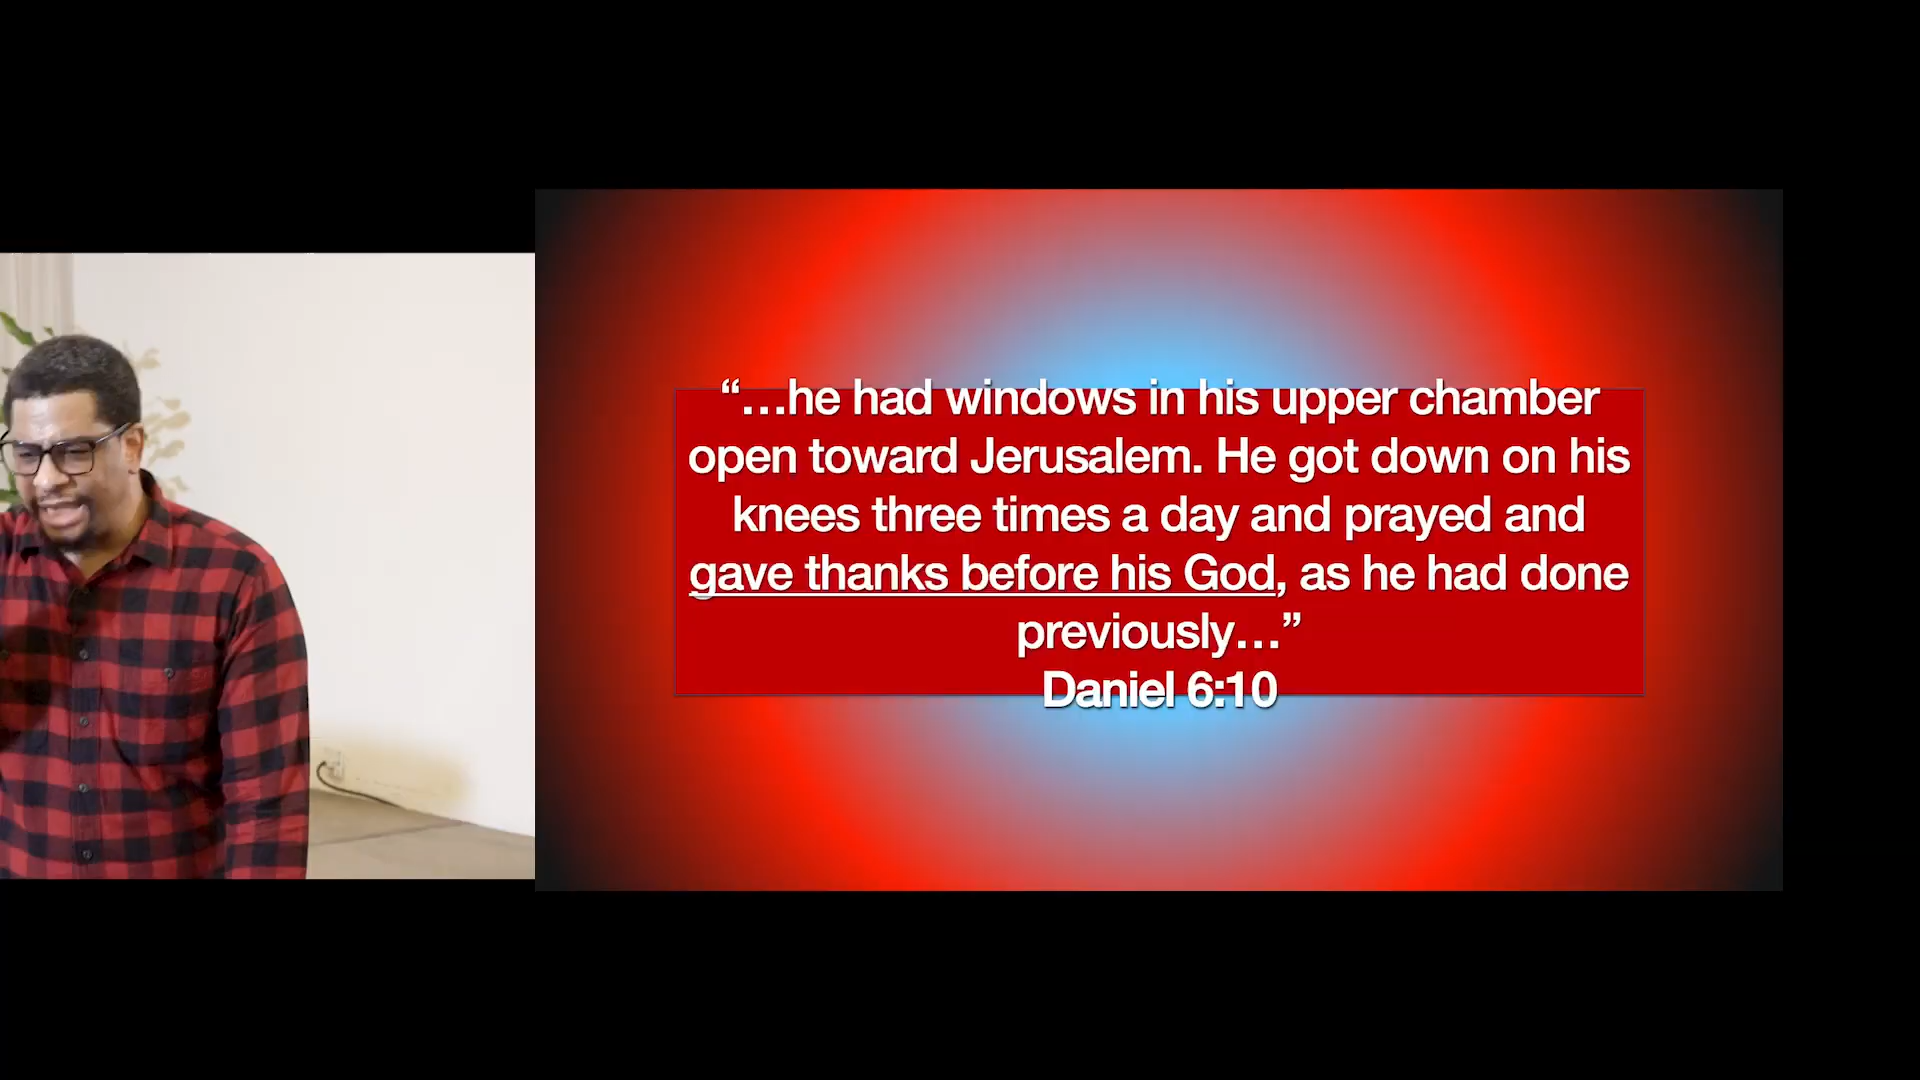 “…he had windows in his upper chamber
open toward Jerusalem. He got down on his
knees three times a day and prayed and
gave thanks before his God, as he had done
previously…”
Daniel 6:10